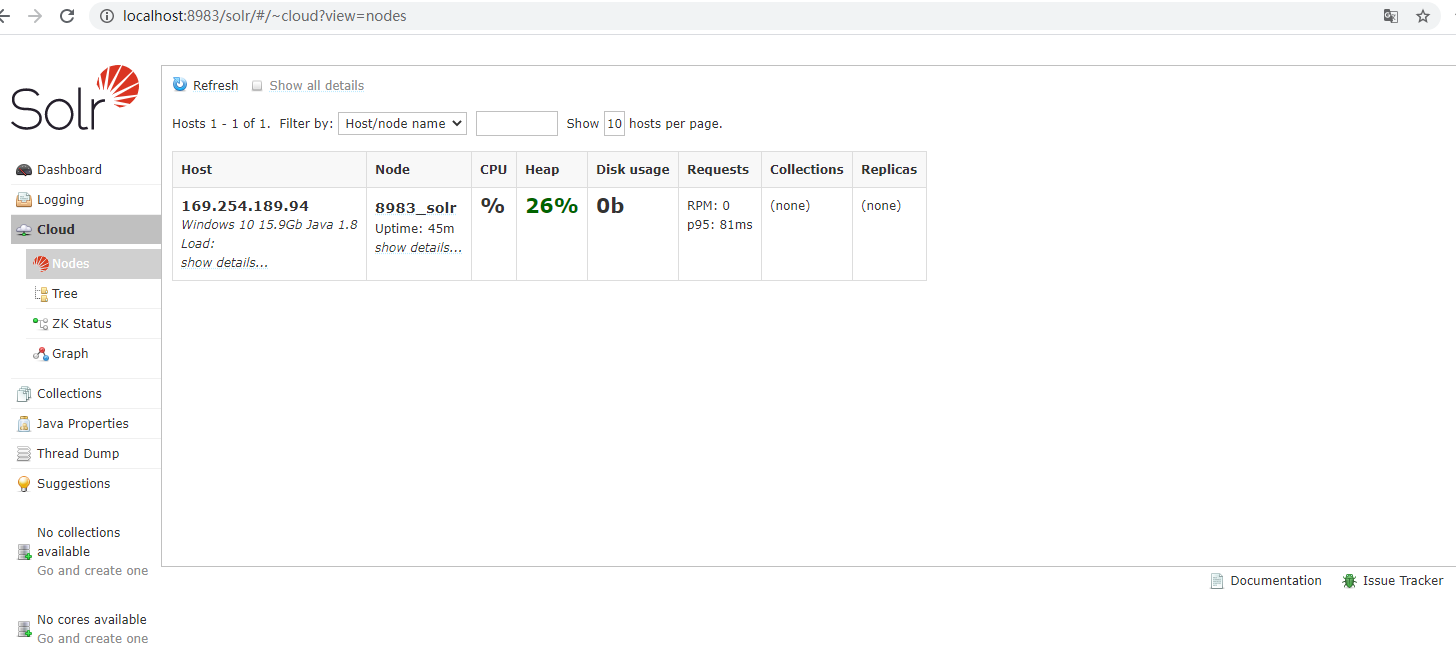 localhost:8983/solr/#/~cloud?view=nodes
Solr
Refresh Show all details
Hosts 1 - 1 of 1. Filter by: Host/node name Show 10 hosts per page.
Host Node CPU Heap Disk usage Requests Collections Replicas
169.254.189.94 8983_solr % 26% 0b RPM: 0 (none) (none)
Windows 10 15.9Gb Java 1.8 Uptime: 45m p95: 81ms
Load: show details...
show details...
Dashboard
Logging
Cloud
Nodes
Tree
ZK Status
Graph
Collections
Java Properties
Thread Dump
Suggestions
No collections
available
Go and create one
No cores available
Go and create one
Documentation Issue Tracker